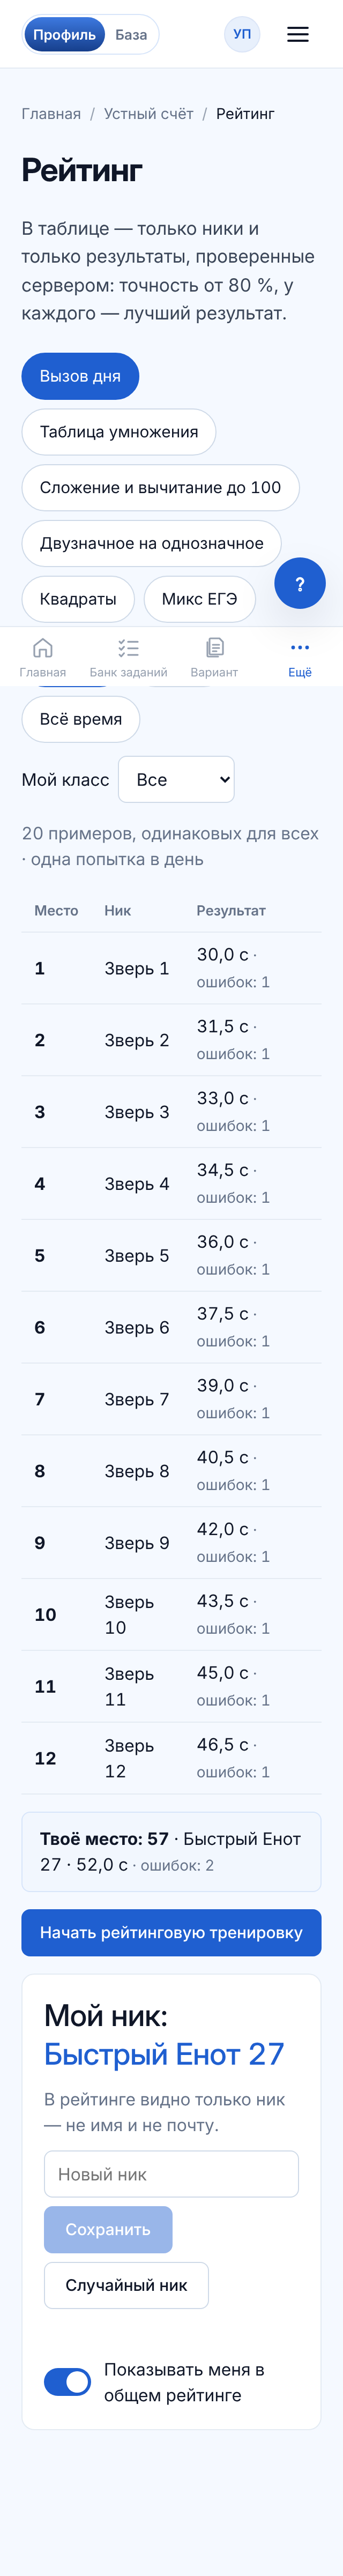 Профиль База УП
Главная / Устный счёт / Рейтинг
Рейтинг
В таблице — только ники и
только результаты, проверенные
сервером: точность от 80 %, у
каждого — лучший результат.
Вызов дня
Таблица умножения
Сложение и вычитание до 100
Двузначное на однозначное
?
Квадраты Микс ЕГЭ
Главная Банк заданий Вариант Ещё
Всё время
Мой класс Все
20 примеров, одинаковых для всех
· одна попытка в день
Место Ник Результат
1 Зверь 1 30,0 с ·
ошибок: 1
2 Зверь 2 31,5 с ·
ошибок: 1
3 Зверь 3 33,0 с ·
ошибок: 1
4 Зверь 4 34,5 с ·
ошибок: 1
5 Зверь 5 36,0 с ·
ошибок: 1
6 Зверь 6 37,5 с ·
ошибок: 1
7 Зверь 7 39,0 с ·
ошибок: 1
8 Зверь 8 40,5 с ·
ошибок: 1
9 Зверь 9 42,0 с ·
ошибок: 1
10 Зверь 10 43,5 с ·
ошибок: 1
11 Зверь 11 45,0 с ·
ошибок: 1
12 Зверь 12 46,5 с ·
ошибок: 1
Твоё место: 57 · Быстрый Енот
27 · 52,0 с · ошибок: 2
Начать рейтинговую тренировку
Мой ник:
Быстрый Енот 27
В рейтинге видно только ник
— не имя и не почту.
Новый ник
Сохранить
Случайный ник
Показывать меня в
общем рейтинге